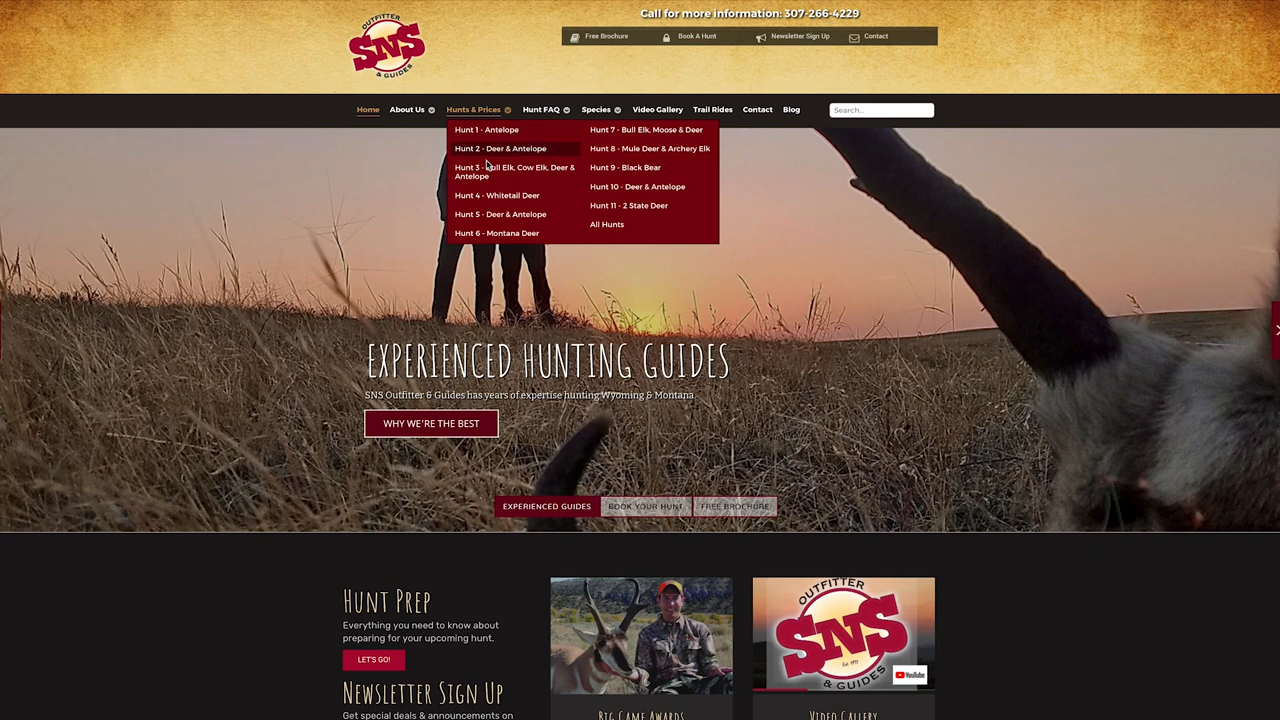 OUTFITTER
SNS
& GUIDES
Call for more information: 307-266-4229
Free Brochure
Book A Hunt
Newsletter Sign Up
Contact
Home
About Us
Hunts & Prices
Hunt FAQ
Species
Video Gallery
Trail Rides
Contact
Blog
Search...
Hunt 1 - Antelope
Hunt 2 - Deer & Antelope
Hunt 3 - Bull Elk, Cow Elk, Deer &
Antelope
Hunt 4 - Whitetail Deer
Hunt 5 - Deer & Antelope
Hunt 6 - Montana Deer
Hunt 7 - Bull Elk, Moose & Deer
Hunt 8 - Mule Deer & Archery Elk
Hunt 9 - Black Bear
Hunt 10 - Deer & Antelope
Hunt 11 - 2 State Deer
All Hunts
EXPERIENCED HUNTING GUIDES
SNS Outfitter & Guides has years of expertise hunting Wyoming & Montana.
WHY WE'RE THE BEST
EXPERIENCED GUIDES
BOOK YOUR HUNT
FREE BROCHURE
HUNT PREP
Everything you need to know about
preparing for your upcoming hunt.
LET'S GO!
NEWSLETTER SIGN UP
Get special deals & announcements on
BIG GAME AWARDS
OUTFITTER
SNS
Est. 1971
& GUIDES
YouTube
VIDEO GALLERY